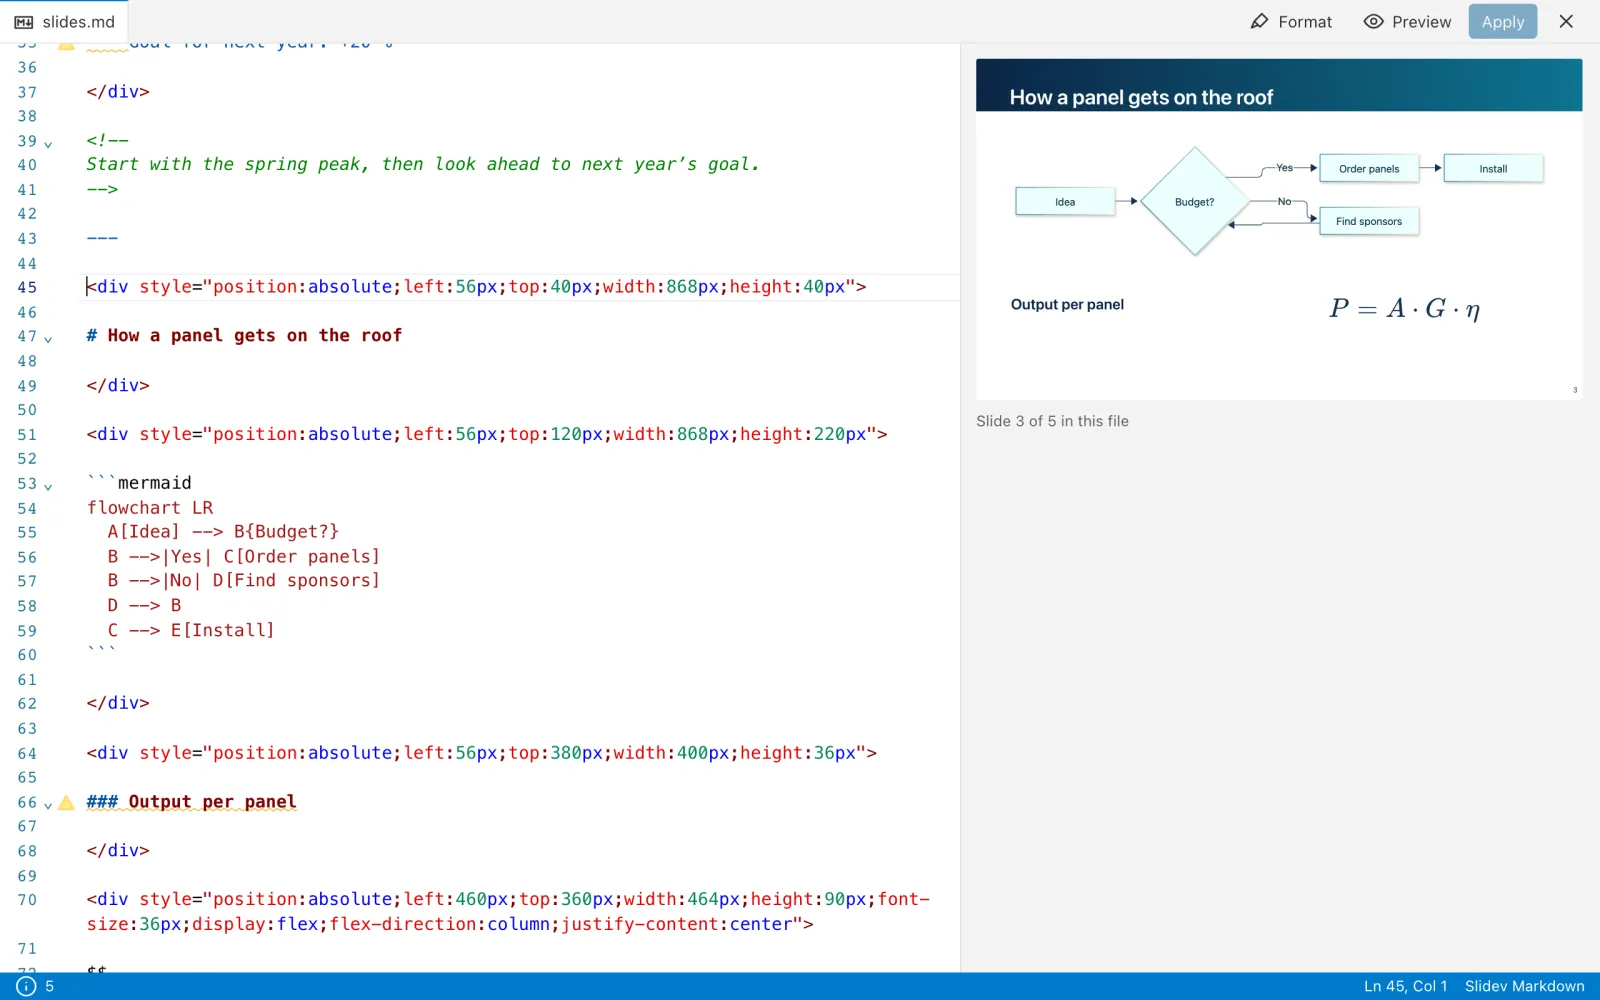 slides.md
Format
Preview
Apply
35 Goal for next year: +20 %
36
37 </div>
38
39 <!--
40 Start with the spring peak, then look ahead to next year’s goal.
41 -->
42
43 ---
44
45 <div style="position:absolute;left:56px;top:40px;width:868px;height:40px">
46
47 # How a panel gets on the roof
48
49 </div>
50
51 <div style="position:absolute;left:56px;top:120px;width:868px;height:220px">
52
53 ```mermaid
54 flowchart LR
55   A[Idea] --> B{Budget?}
56   B -->|Yes| C[Order panels]
57   B -->|No| D[Find sponsors]
58   D --> B
59   C --> E[Install]
60 ```
61
62 </div>
63
64 <div style="position:absolute;left:56px;top:380px;width:400px;height:36px">
65
66 ### Output per panel
67
68 </div>
69
70 <div style="position:absolute;left:460px;top:360px;width:464px;height:90px;font-
size:36px;display:flex;flex-direction:column;justify-content:center">
71
72 $$
How a panel gets on the roof
Idea
Budget?
Yes
Order panels
Install
No
Find sponsors
Output per panel
P = A · G · η
3
Slide 3 of 5 in this file
5
Ln 45, Col 1
Slidev Markdown